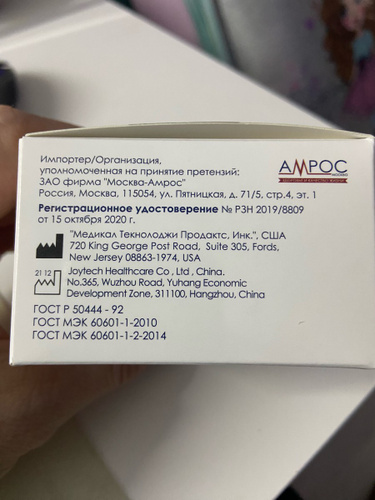 Импортер/Организация,
уполномоченная на принятие претензий:
ЗАО фирма "Москва-Амрос"
Россия, Москва, 115054, ул. Пятницкая, д. 71/5, стр.4, эт. 1
АМРОС
МОСКВА
Регистрационное удостоверение № РЗН 2019/8809
от 15 октября 2020 г.
"Медикал Текнолоджи Продактс, Инк.", США
720 King George Post Road, Suite 305, Fords,
New Jersey 08863-1974, USA
21 12
Joytech Healthcare Co , Ltd , China.
No.365, Wuzhou Road, Yuhang Economic
Development Zone, 311100, Hangzhou, China
ГОСТ Р 50444 - 92
ГОСТ МЭК 60601-1-2010
ГОСТ МЭК 60601-1-2-2014